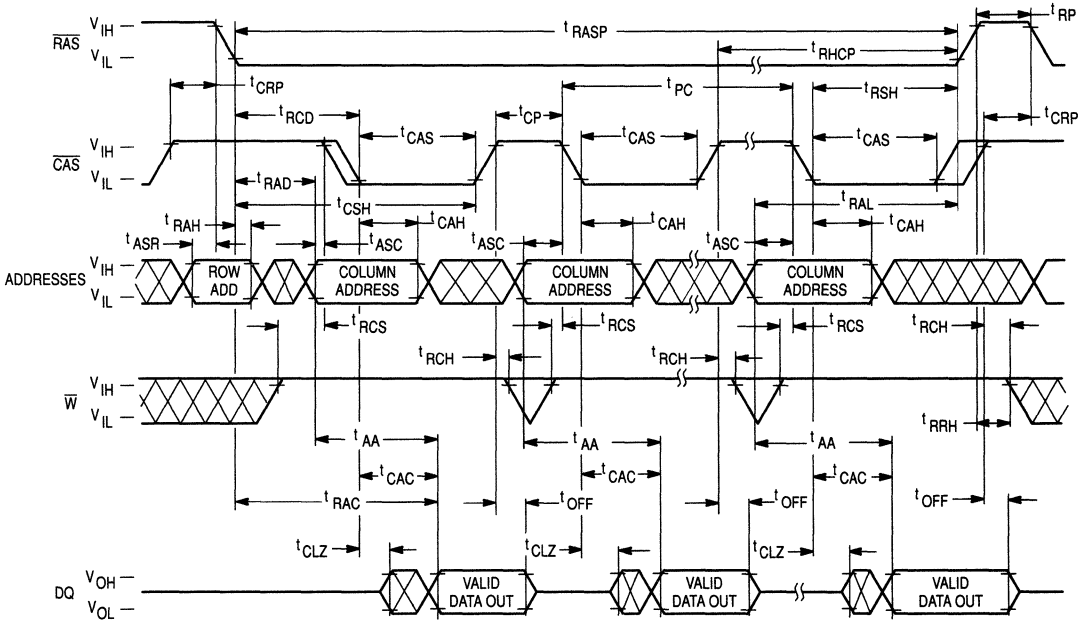 V IH
RAS
V IL
t RASP
t RP
t RHCP
t CRP
t PC
t RSH
t RCD
t CP
t CRP
t CAS
t CAS
t CAS
V IH
CAS
V IL
t RAD
t CSH
t RAL
t RAH
t CAH
t CAH
t CAH
t ASR
t ASC
t ASC
t ASC
ADDRESSES
V IH
V IL
ROW ADD
COLUMN ADDRESS
COLUMN ADDRESS
COLUMN ADDRESS
t RCS
t RCS
t RCS
t RCH
t RCH
t RCH
V IH
W
V IL
t RRH
t AA
t AA
t AA
t CAC
t CAC
t CAC
t RAC
t OFF
t OFF
t OFF
t CLZ
t CLZ
t CLZ
V OH
DQ
V OL
VALID DATA OUT
VALID DATA OUT
VALID DATA OUT